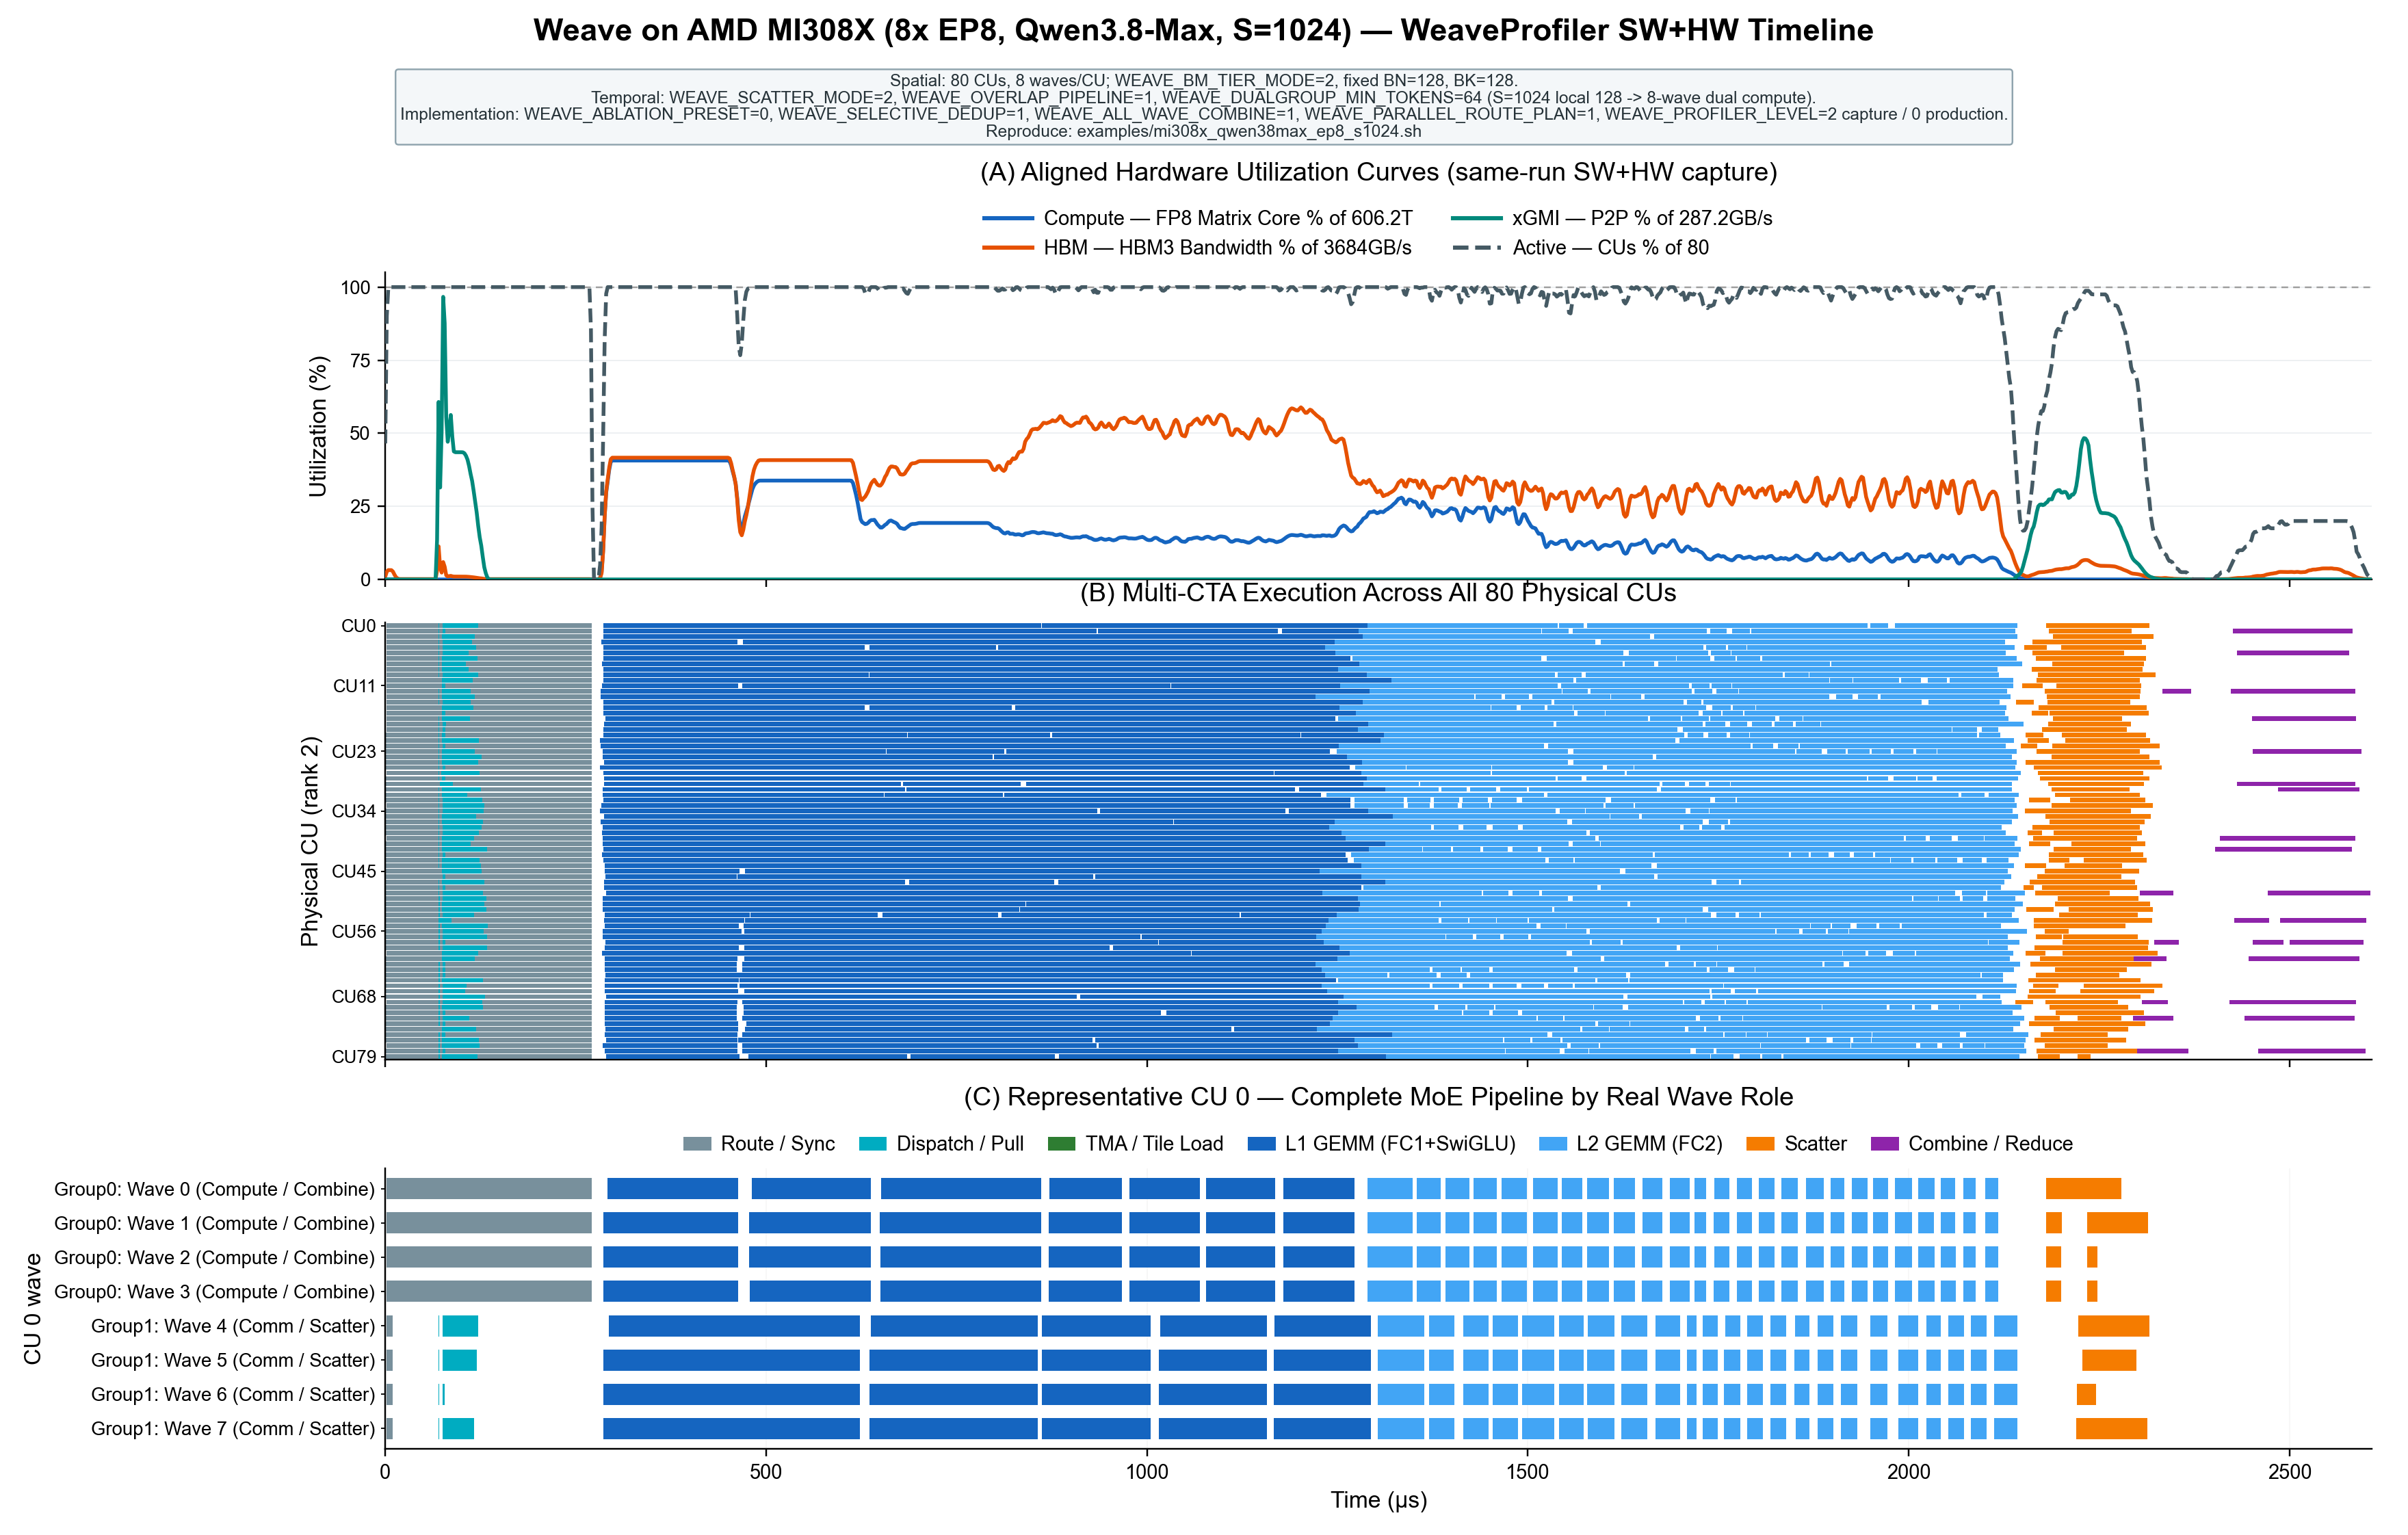 Weave on AMD MI308X (8x EP8, Qwen3.8-Max, S=1024) — WeaveProfiler SW+HW Timeline
Spatial: 80 CUs, 8 waves/CU; WEAVE_BM_TIER_MODE=2, fixed BN=128, BK=128.
Temporal: WEAVE_SCATTER_MODE=2, WEAVE_OVERLAP_PIPELINE=1, WEAVE_DUALGROUP_MIN_TOKENS=64 (S=1024 local 128 -> 8-wave dual compute).
Implementation: WEAVE_ABLATION_PRESET=0, WEAVE_SELECTIVE_DEDUP=1, WEAVE_ALL_WAVE_COMBINE=1, WEAVE_PARALLEL_ROUTE_PLAN=1, WEAVE_PROFILER_LEVEL=2 capture / 0 production.
Reproduce: examples/mi308x_qwen38max_ep8_s1024.sh
(A) Aligned Hardware Utilization Curves (same-run SW+HW capture)
Compute — FP8 Matrix Core % of 606.2T
xGMI — P2P % of 287.2GB/s
HBM — HBM3 Bandwidth % of 3684GB/s
Active — CUs % of 80
Utilization (%)
100
75
50
25
0
(B) Multi-CTA Execution Across All 80 Physical CUs
Physical CU (rank 2)
CU0
CU11
CU23
CU34
CU45
CU56
CU68
CU79
(C) Representative CU 0 — Complete MoE Pipeline by Real Wave Role
Route / Sync
Dispatch / Pull
TMA / Tile Load
L1 GEMM (FC1+SwiGLU)
L2 GEMM (FC2)
Scatter
Combine / Reduce
CU 0 wave
Group0: Wave 0 (Compute / Combine)
Group0: Wave 1 (Compute / Combine)
Group0: Wave 2 (Compute / Combine)
Group0: Wave 3 (Compute / Combine)
Group1: Wave 4 (Comm / Scatter)
Group1: Wave 5 (Comm / Scatter)
Group1: Wave 6 (Comm / Scatter)
Group1: Wave 7 (Comm / Scatter)
0 500 1000 1500 2000 2500
Time (μs)